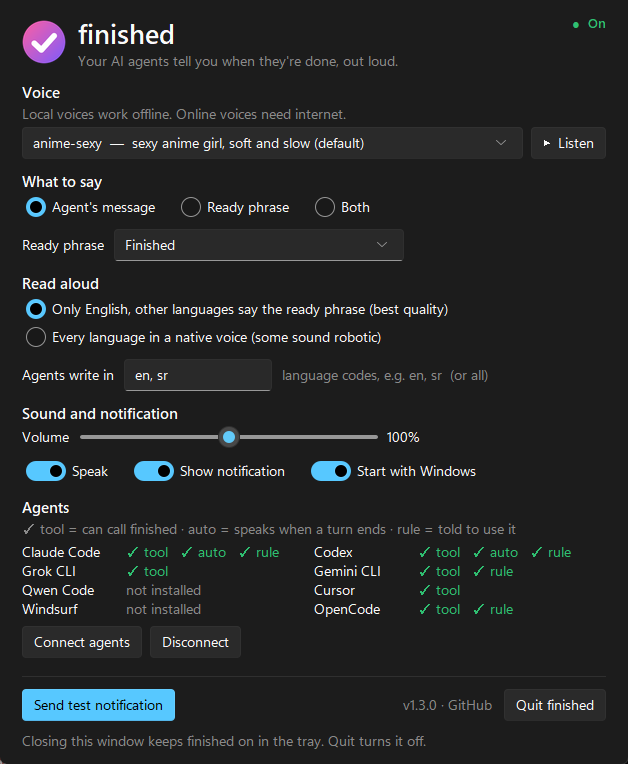 finished
On
Your AI agents tell you when they're done, out loud.
Voice
Local voices work offline. Online voices need internet.
anime-sexy — sexy anime girl, soft and slow (default)
Listen
What to say
Agent's message Ready phrase Both
Ready phrase Finished
Read aloud
Only English, other languages say the ready phrase (best quality)
Every language in a native voice (some sound robotic)
Agents write in en, sr language codes, e.g. en, sr (or all)
Sound and notification
Volume 100%
Speak Show notification Start with Windows
Agents
✓ tool = can call finished · auto = speaks when a turn ends · rule = told to use it
Claude Code ✓ tool ✓ auto ✓ rule Codex ✓ tool ✓ auto ✓ rule
Grok CLI ✓ tool Gemini CLI ✓ tool ✓ rule
Qwen Code not installed Cursor ✓ tool
Windsurf not installed OpenCode ✓ tool ✓ rule
Connect agents Disconnect
Send test notification v1.3.0 · GitHub Quit finished
Closing this window keeps finished on in the tray. Quit turns it off.